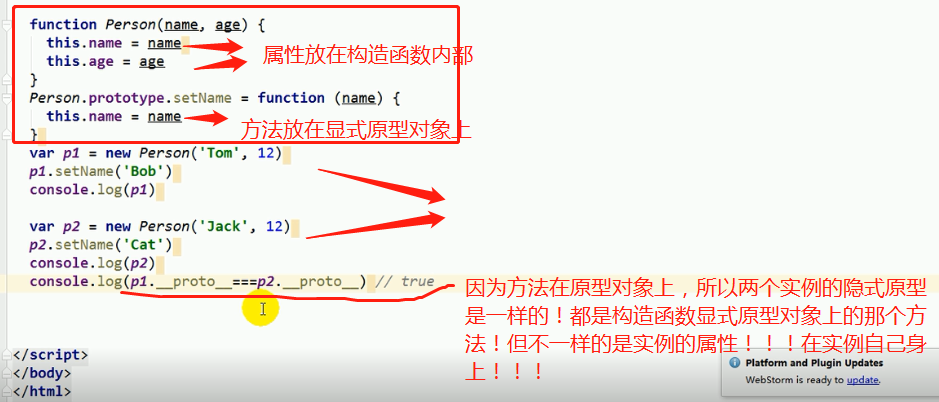 function Person(name, age) {
this.name = name
this.age = age
属性放在构造函数内部
}
Person.prototype.setName = function (name) {
this.name = name
方法放在显式原型对象上
}
var p1 = new Person('Tom', 12)
p1.setName('Bob')
console.log(p1)
var p2 = new Person('Jack', 12)
p2.setName('Cat')
console.log(p2)
console.log(p1.__proto__===p2.__proto__) // true
因为方法在原型对象上，所以两个实例的隐式原型
是一样的！都是构造函数显式原型对象上的那个方
法！但不一样的是实例的属性！！！在实例自己身
上！！！
</script>
</body>
</html>
Platform and Plugin Updates
WebStorm is ready to update.